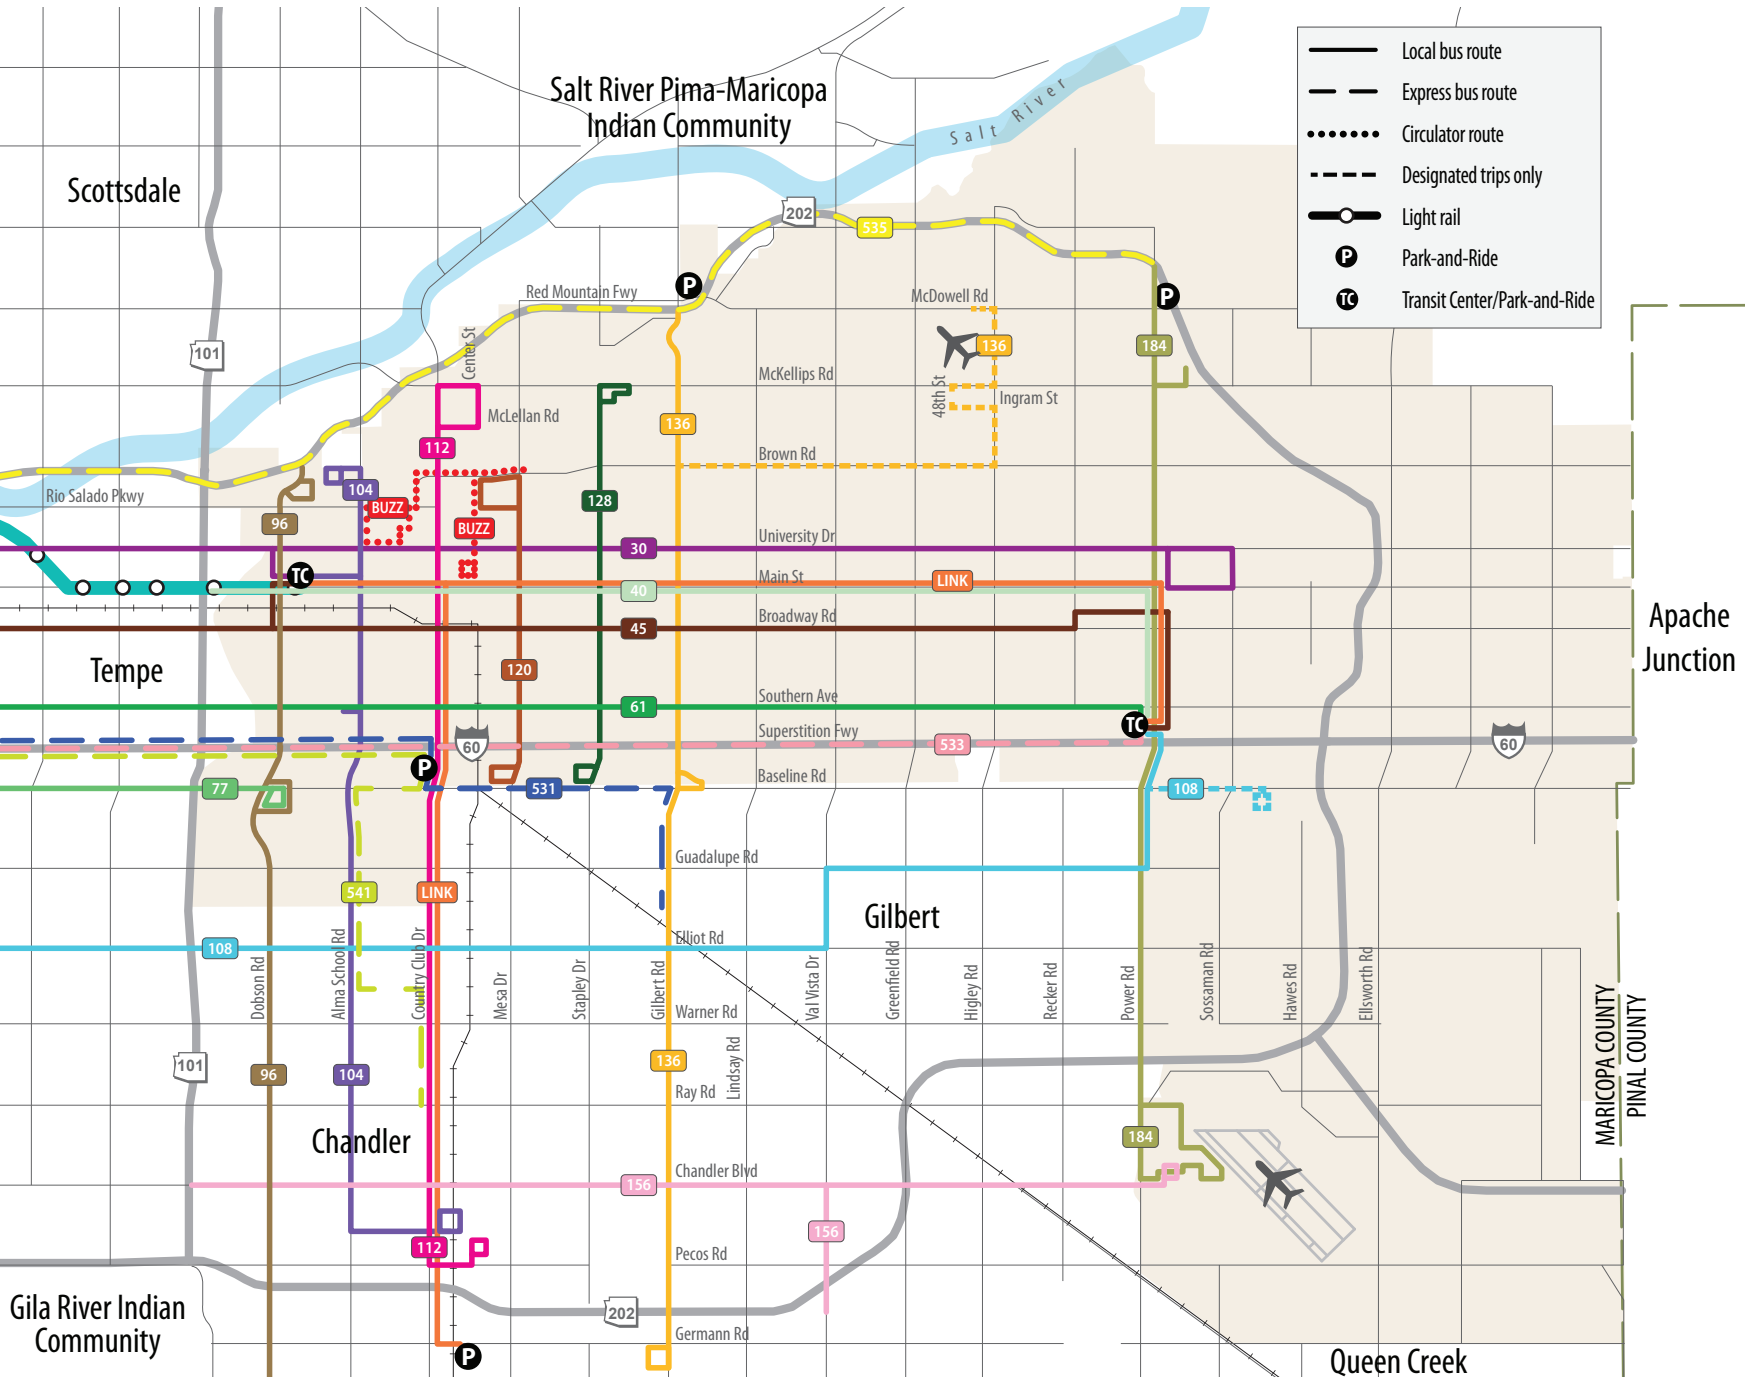 Local bus route
Express bus route
Circulator route
Designated trips only
Light rail
P
Park-and-Ride
TC
Transit Center/Park-and-Ride
Salt River Pima-Maricopa
Indian Community
Salt River
Scottsdale
202
535
P
Red Mountain Fwy
McDowell Rd
P
101
Center St
136
184
McKellips Rd
48th St
Ingram St
McLellan Rd
136
112
Brown Rd
Rio Salado Pkwy
104
BUZZ
128
96
BUZZ
University Dr
30
TC
Main St
LINK
40
Broadway Rd
45
Apache
Junction
Tempe
120
Southern Ave
61
TC
Superstition Fwy
60
533
60
P
Baseline Rd
77
531
108
Guadalupe Rd
541
LINK
Gilbert
108
Elliot Rd
Dobson Rd
Alma School Rd
Country Club Dr
Mesa Dr
Stapley Dr
Gilbert Rd
Val Vista Dr
Greenfield Rd
Higley Rd
Recker Rd
Power Rd
Sossaman Rd
Hawes Rd
Ellsworth Rd
Warner Rd
Lindsay Rd
MARICOPA COUNTY
PINAL COUNTY
101
96
104
136
Ray Rd
Chandler
184
Chandler Blvd
156
156
112
Pecos Rd
Gila River Indian
Community
202
Germann Rd
P
Queen Creek